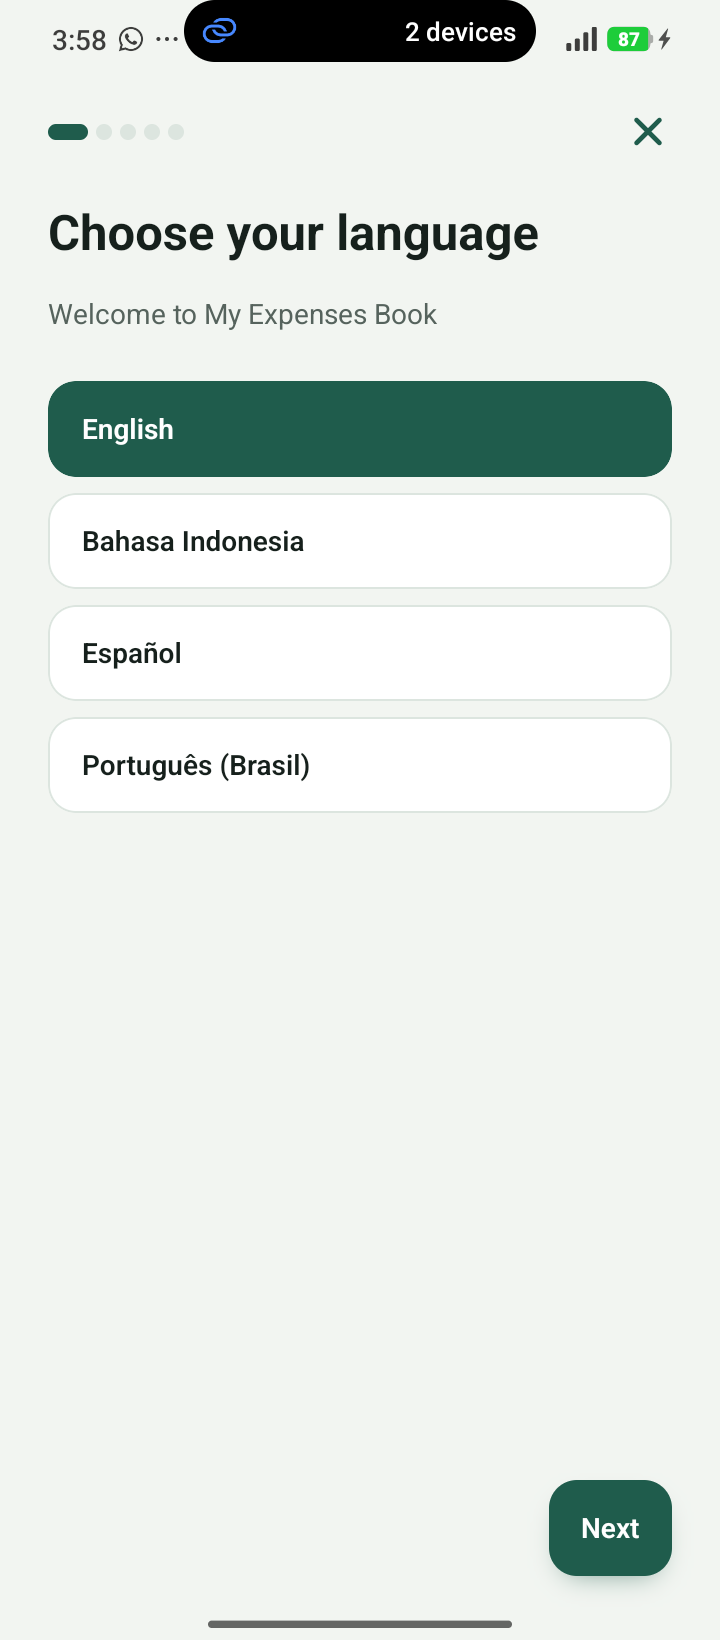 3:58
2 devices
87
Choose your language
Welcome to My Expenses Book
English
Bahasa Indonesia
Español
Português (Brasil)
Next